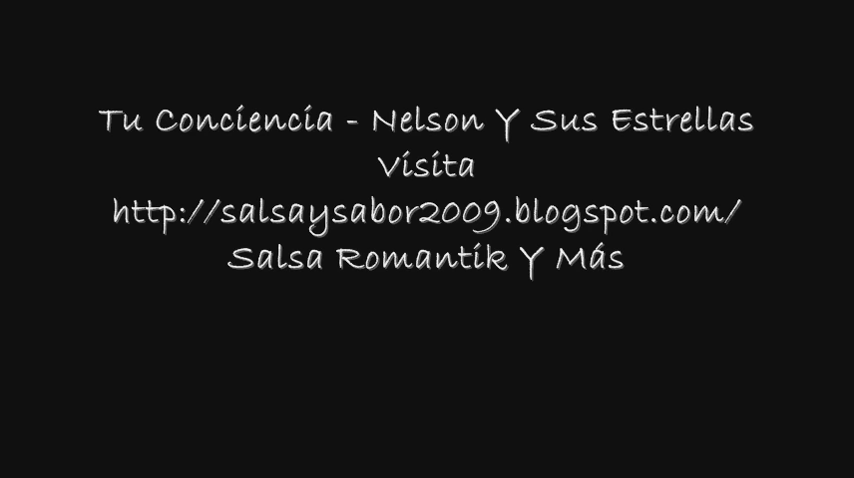 Tu Conciencia - Nelson Y Sus Estrellas
Visita
http://salsaysabor2009.blogspot.com/
Salsa Romantik Y Más